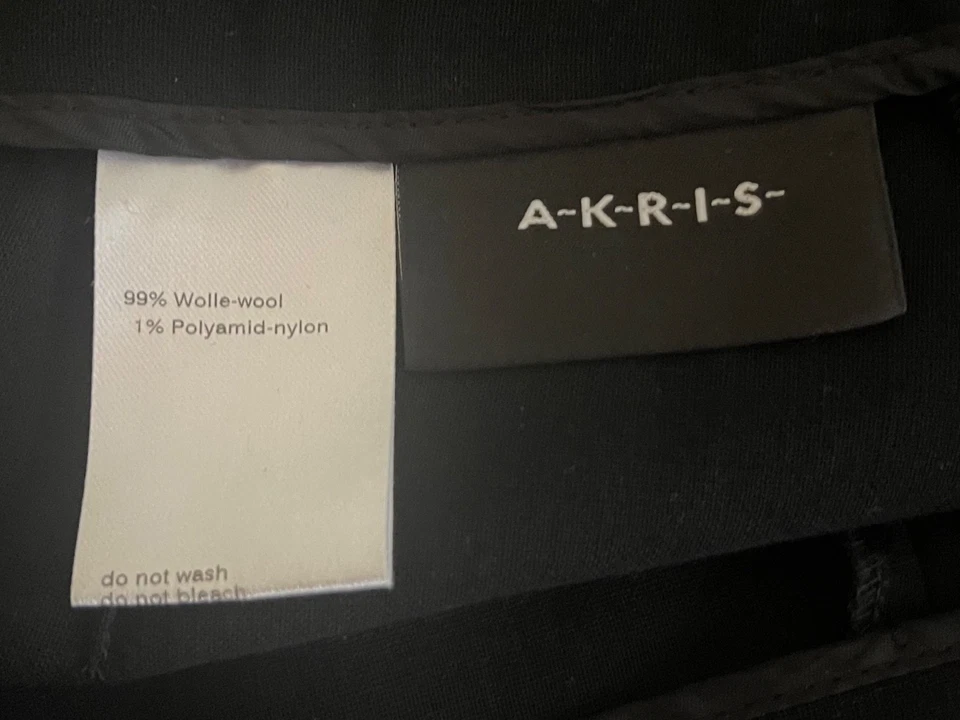 A-K-R-I-S-
99% Wolle-wool
1% Polyamid-nylon
do not wash
do not bleach